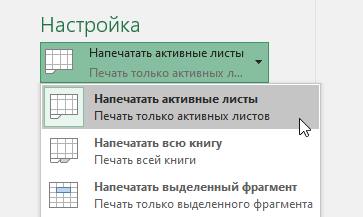 Настройка
Напечатать активные листы
Печать только активных л...
Напечатать активные листы
Печать только активных листов
Напечатать всю книгу
Печать всей книги
Напечатать выделенный фрагмент
Печать только выделенного фрагмента